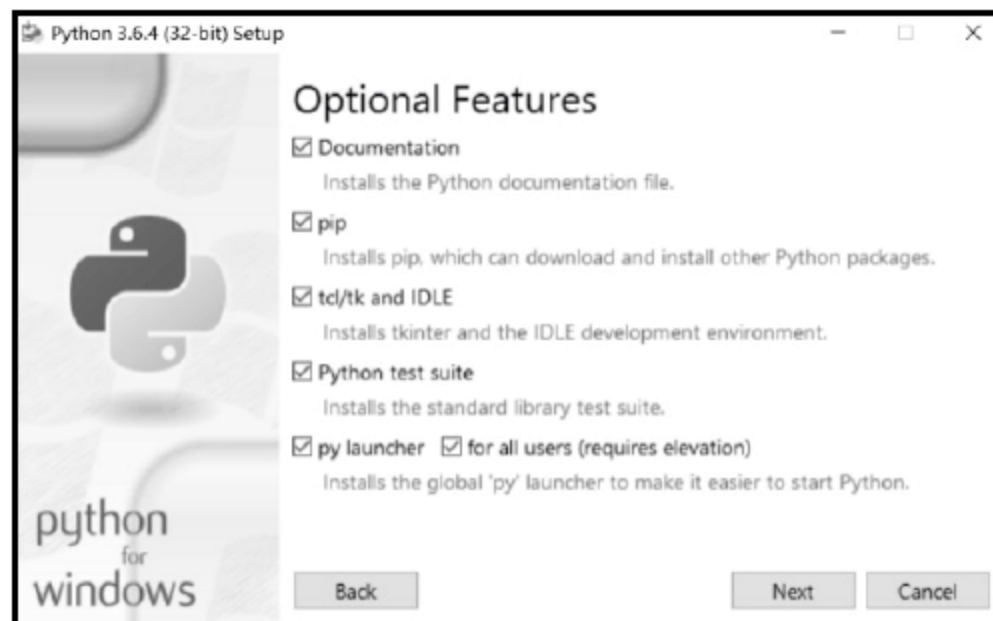 Python 3.6.4 (32-bit) Setup
Optional Features
Documentation
Installs the Python documentation file.
pip
Installs pip, which can download and install other Python packages.
tcl/tk and IDLE
Installs tkinter and the IDLE development environment.
Python test suite
Installs the standard library test suite.
py launcher for all users (requires elevation)
Installs the global 'py' launcher to make it easier to start Python.
python
for
windows
Back Next Cancel